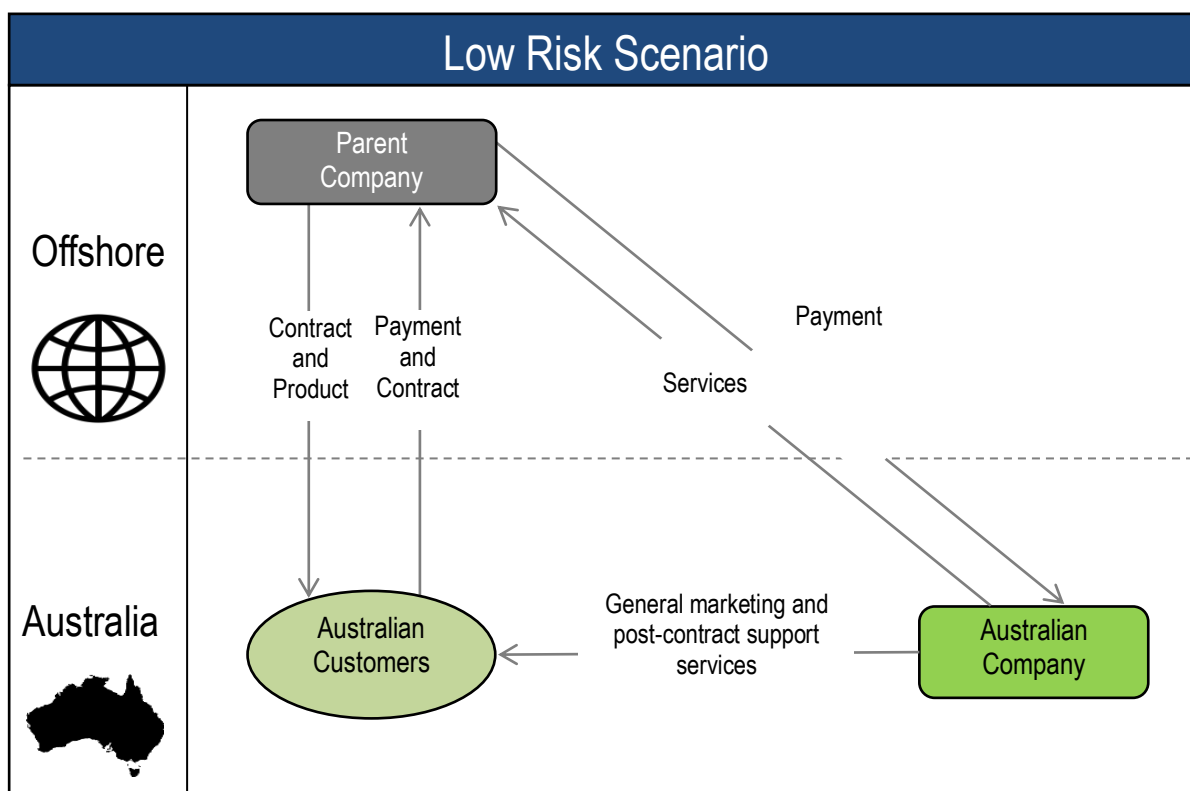 Low Risk Scenario
Parent
Company
Offshore
Contract
and
Product
Payment
and
Contract
Payment
Services
Australia
Australian
Customers
General marketing and
post-contract support
services
Australian
Company